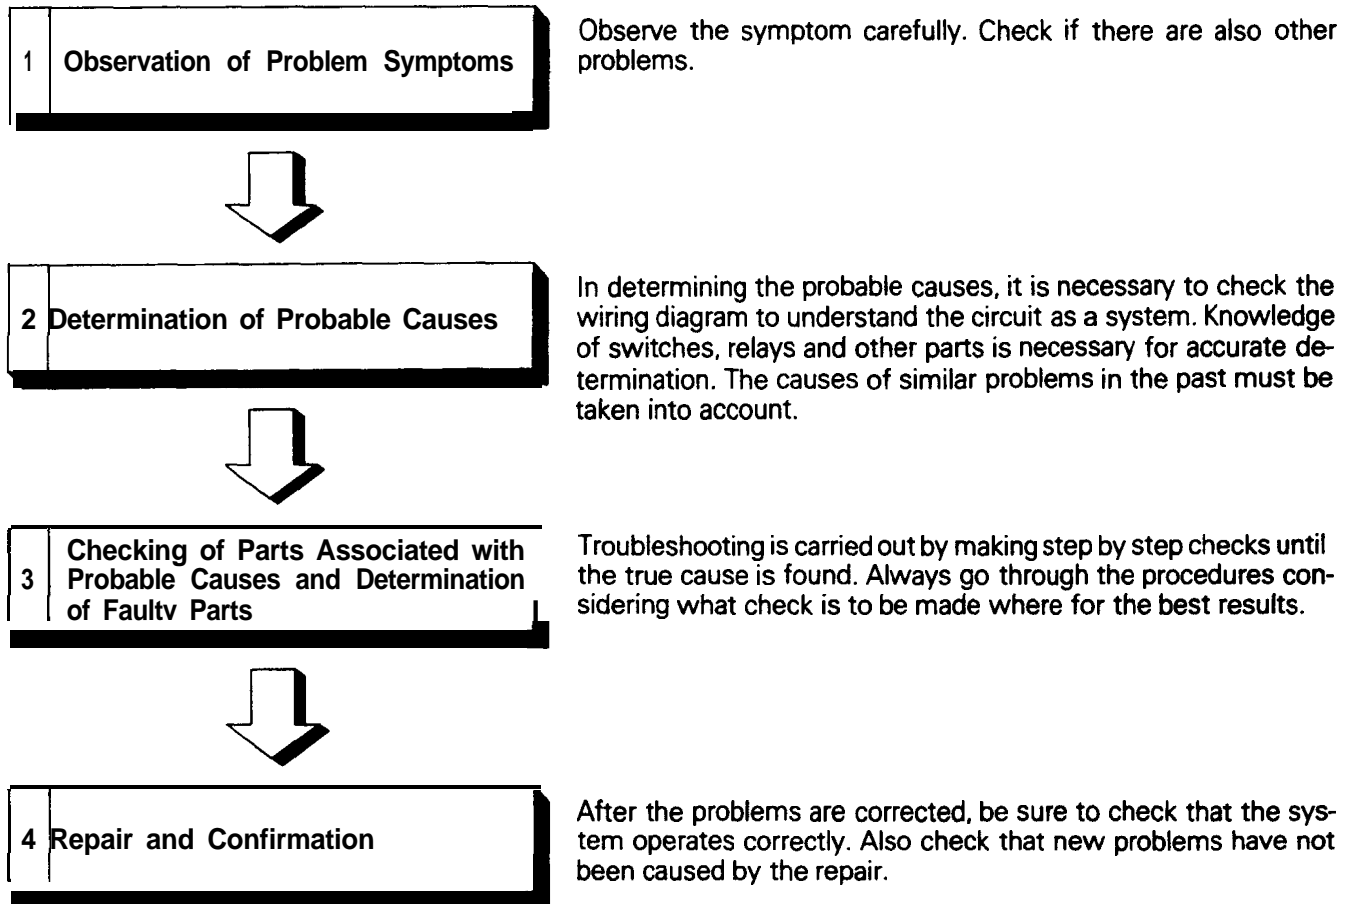 1 Observation of Problem Symptoms
Observe the symptom carefully. Check if there are also other
problems.
2 Determination of Probable Causes
In determining the probable causes, it is necessary to check the
wiring diagram to understand the circuit as a system. Knowledge
of switches, relays and other parts is necessary for accurate de-
termination. The causes of similar problems in the past must be
taken into account.
3
Checking of Parts Associated with
Probable Causes and Determination
of Faultv Parts
Troubleshooting is carried out by making step by step checks until
the true cause is found. Always go through the procedures con-
sidering what check is to be made where for the best results.
4 Repair and Confirmation
After the problems are corrected, be sure to check that the sys-
tem operates correctly. Also check that new problems have not
been caused by the repair.